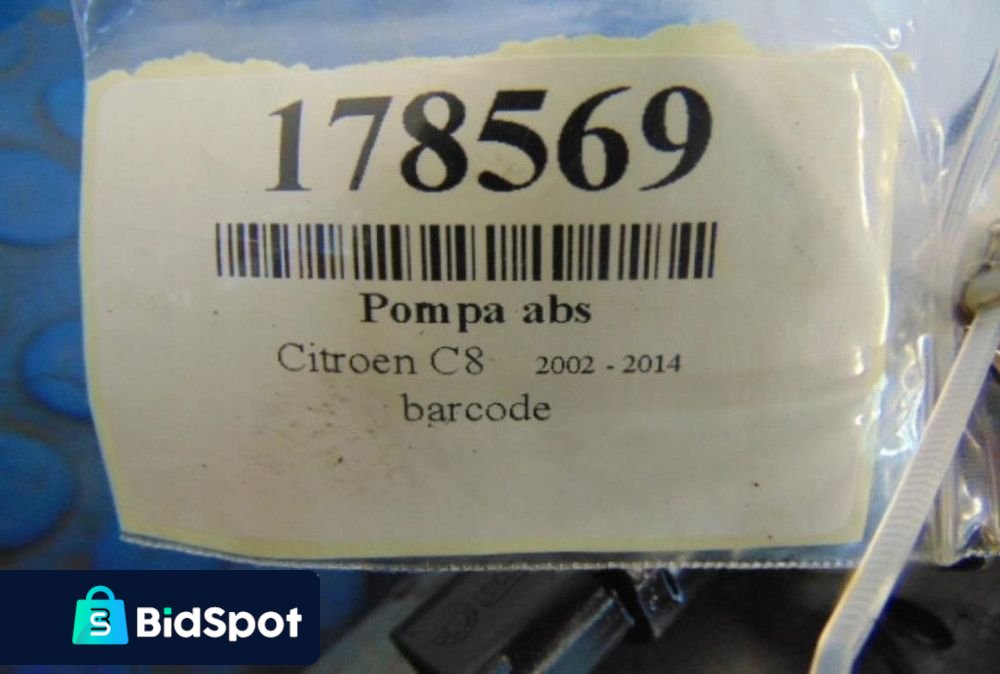 178569
Pompa abs
Citroen C8 2002 - 2014
barcode
BidSpot